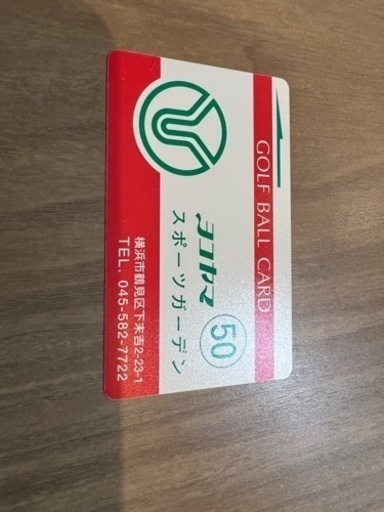 GOLF BALL CARD
ヨコヤマ
スポーツガーデン
50
横浜市鶴見区下末吉2-23-1
TEL. 045-582-7722